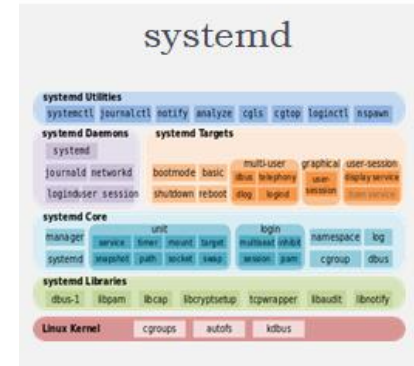 systemd
systemd Utilities
systemctl journalctl notify analyze cgls cgtop loginctl nspawn
systemd Daemons
systemd
journald networkd
loginduser session
systemd Targets
bootmode basic
shutdown reboot
multi-user
dbus telephony
dlog logind
graphical
user-session
user-session
display service
systemd Core
manager
systemd
unit
service timer mount target
snapshot path socket swap
login
multiseat inhibit
session pam
namespace log
cgroup dbus
systemd Libraries
dbus-1 libpam libcap libcryptsetup tcpwrapper libaudit libnotify
Linux Kernel cgroups autofs kdbus